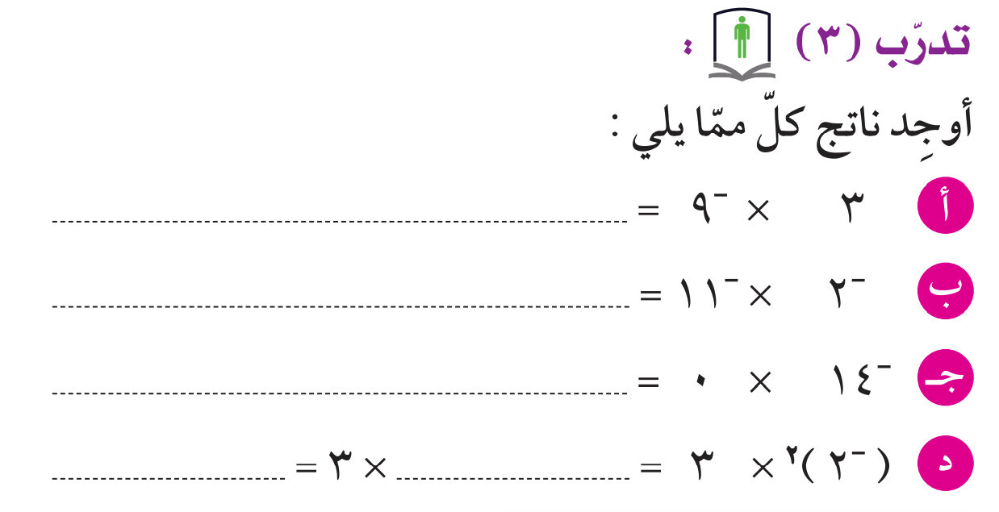 تدرّب (٣) :
أوجِد ناتج كلّ ممّا يلي :
أ ٣ × ⁻٩ = ------------
ب ⁻٢ × ⁻١١ = ------------
جـ ⁻١٤ × ٠ = ------------
د (⁻٢)٢ × ٣ = ------------ × ٣ = ------------